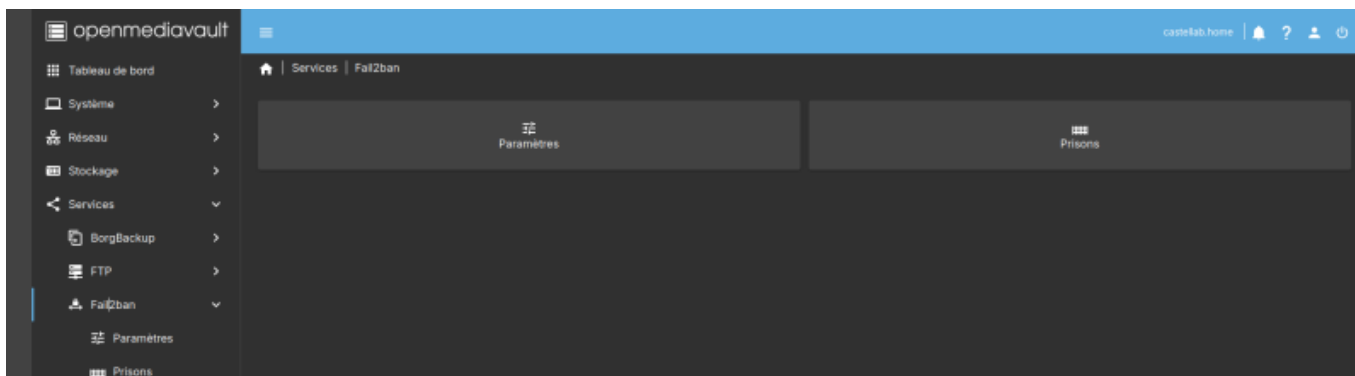 openmediavault
castellab.home
Tableau de bord
Services
Fail2ban
Système
Réseau
Paramètres
Prisons
Stockage
Services
BorgBackup
FTP
Fail2ban
Paramètres
Prisons